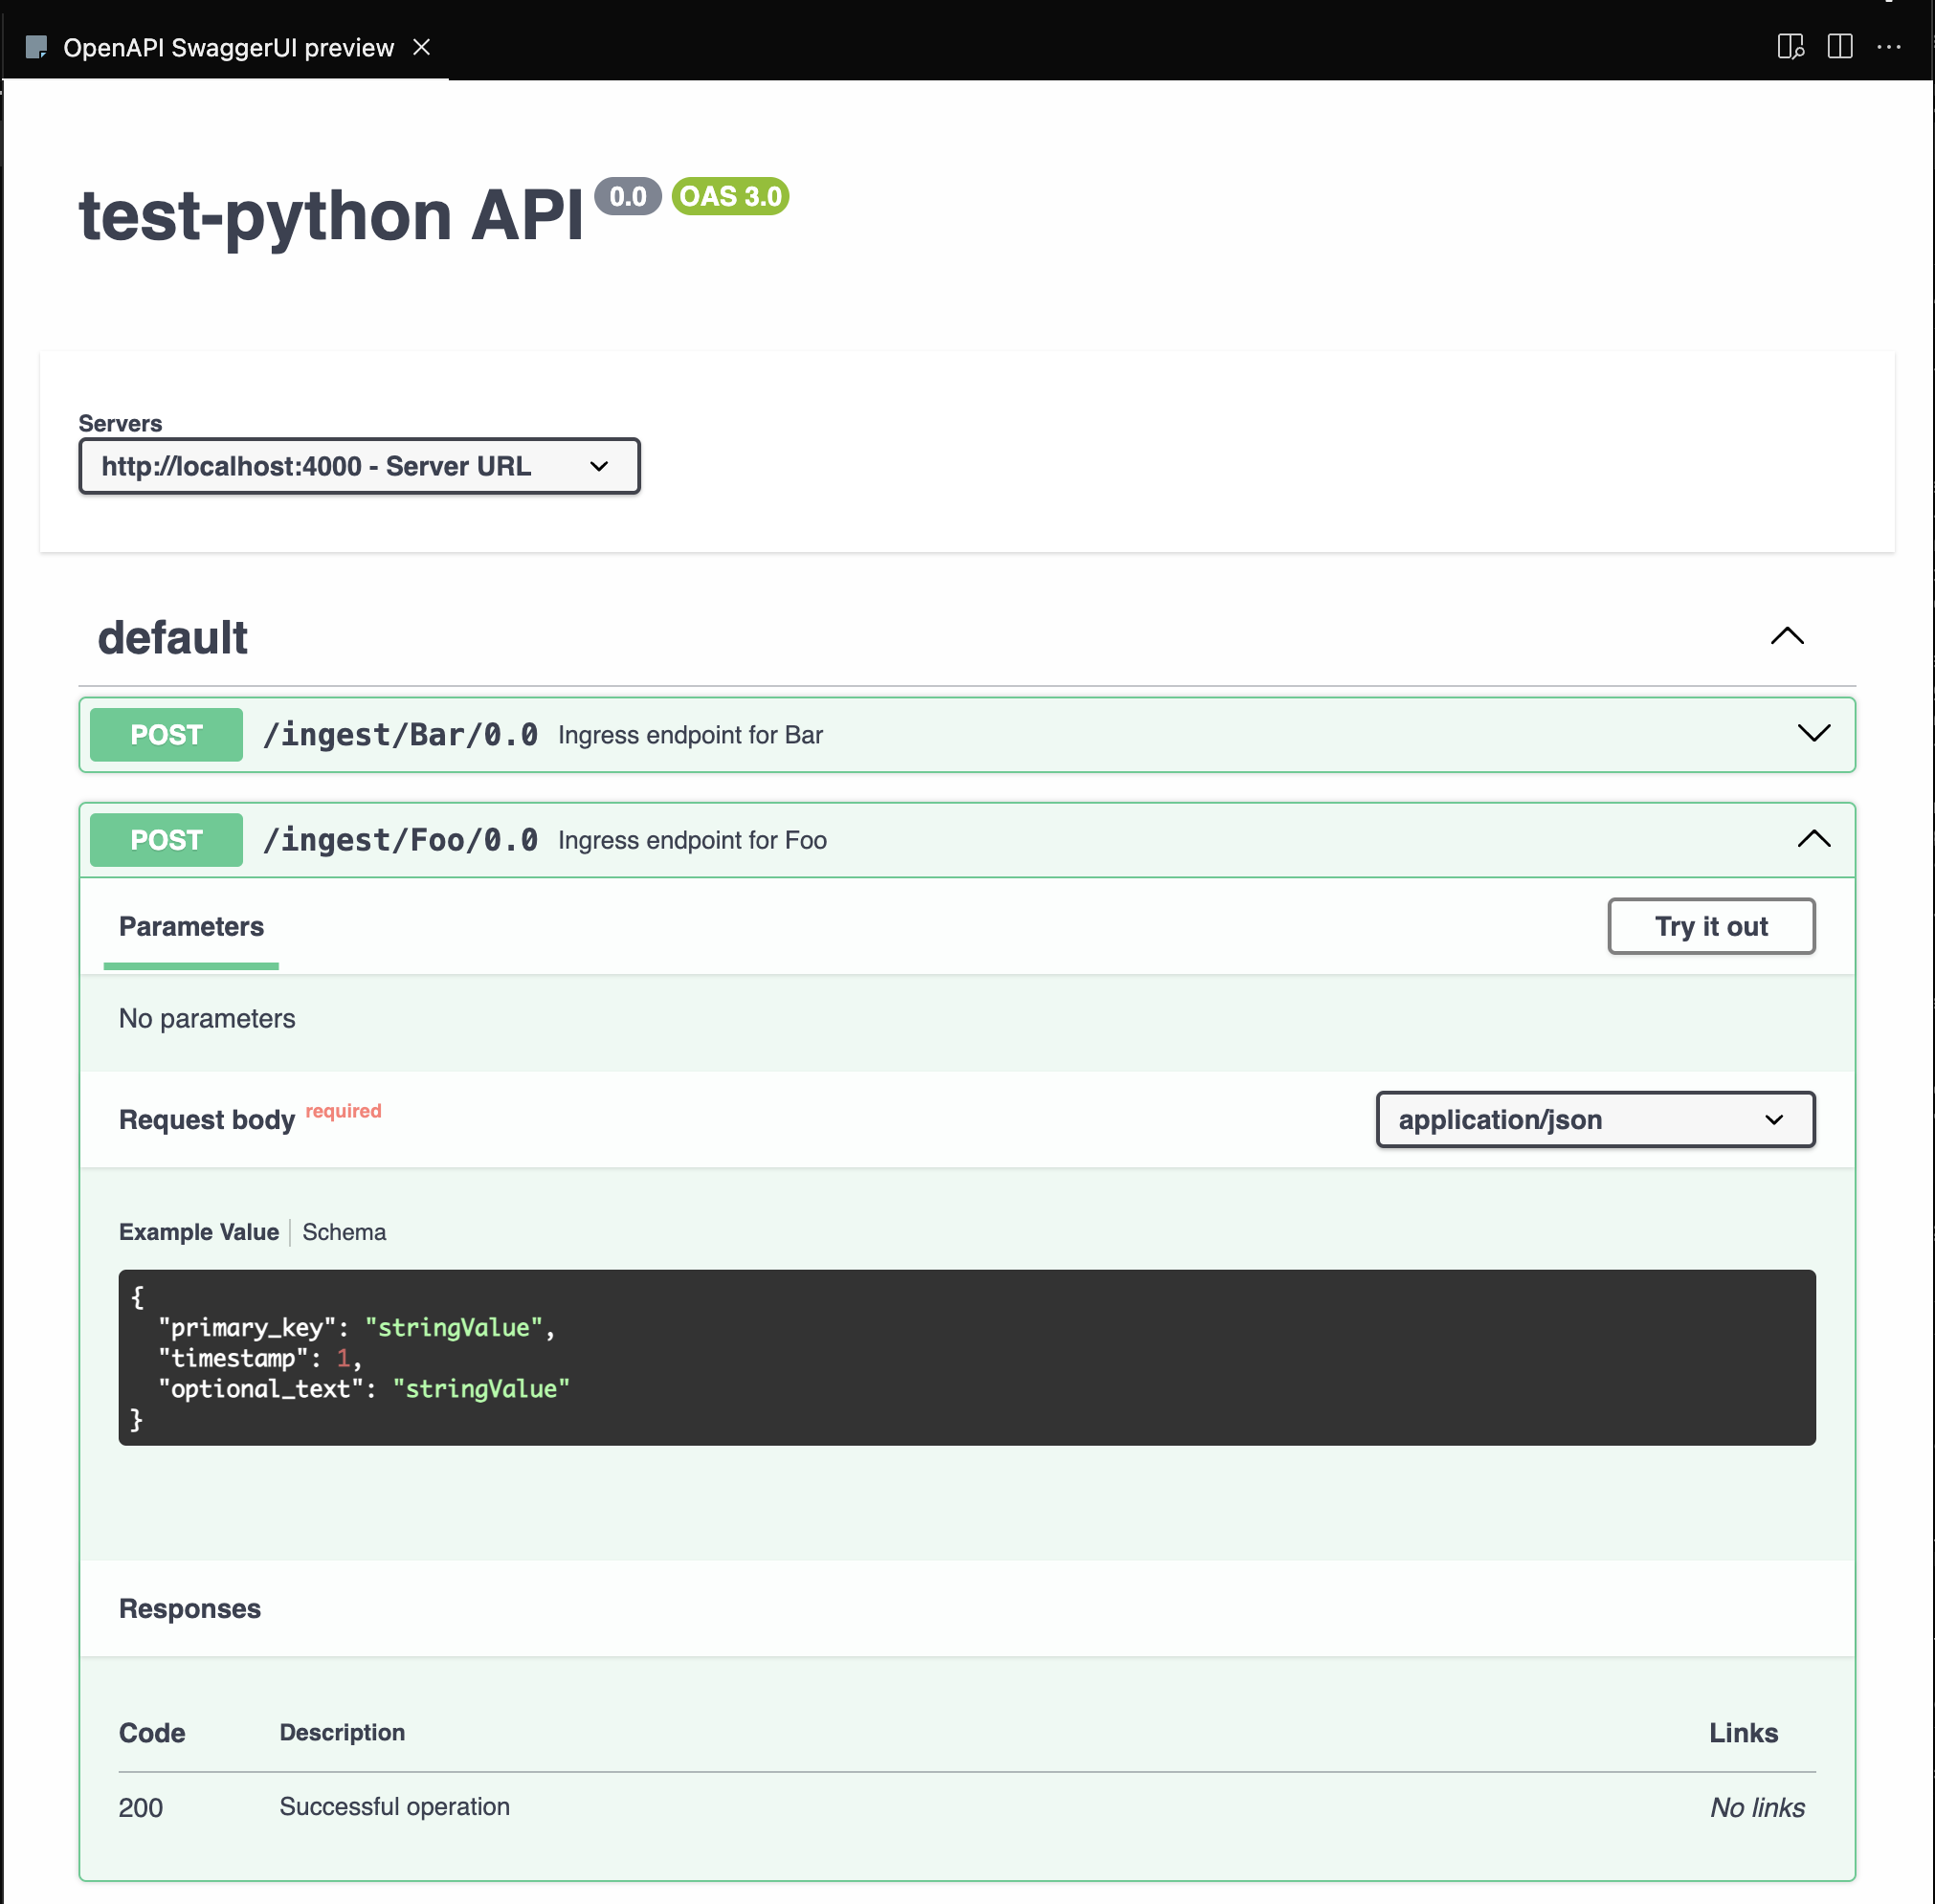 OpenAPI SwaggerUI preview
test-python API 0.0 OAS 3.0
Servers
http://localhost:4000 - Server URL
default
POST /ingest/Bar/0.0 Ingress endpoint for Bar
POST /ingest/Foo/0.0 Ingress endpoint for Foo
Parameters Try it out
No parameters
Request body required application/json
Example Value Schema
{
"primary_key": "stringValue",
"timestamp": 1,
"optional_text": "stringValue"
}
Responses
Code Description Links
200 Successful operation No links